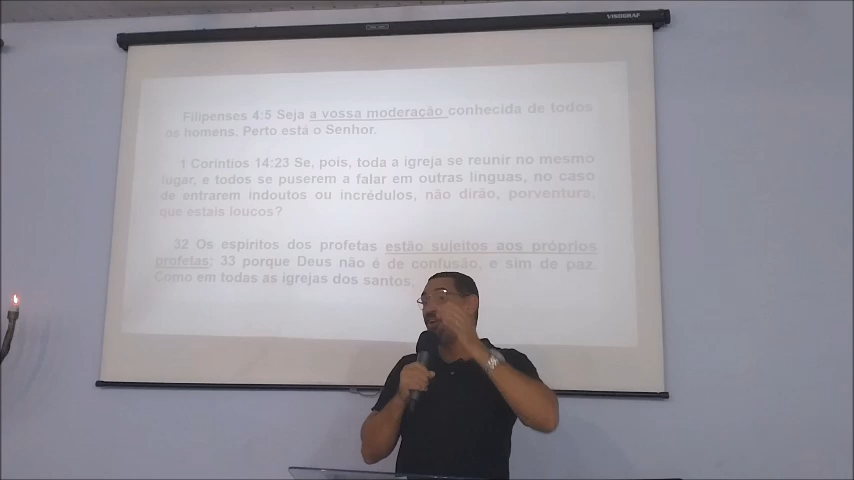 VISOGRAF
Filipenses 4:5 Seja a vossa moderação conhecida de todos
os homens. Perto está o Senhor.
1 Coríntios 14:23 Se, pois, toda a igreja se reunir no mesmo
lugar, e todos se puserem a falar em outras línguas, no caso
de entrarem indoutos ou incrédulos, não dirão, porventura,
que estais loucos?
32 Os espíritos dos profetas estão sujeitos aos próprios
profetas; 33 porque Deus não é de confusão, e sim de paz.
Como em todas as igrejas dos santos,